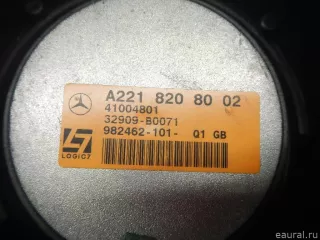 A221 820 80 02
41004801
32909-B0071
982462-101- Q1 GB
LOGIC7
eaural.ru